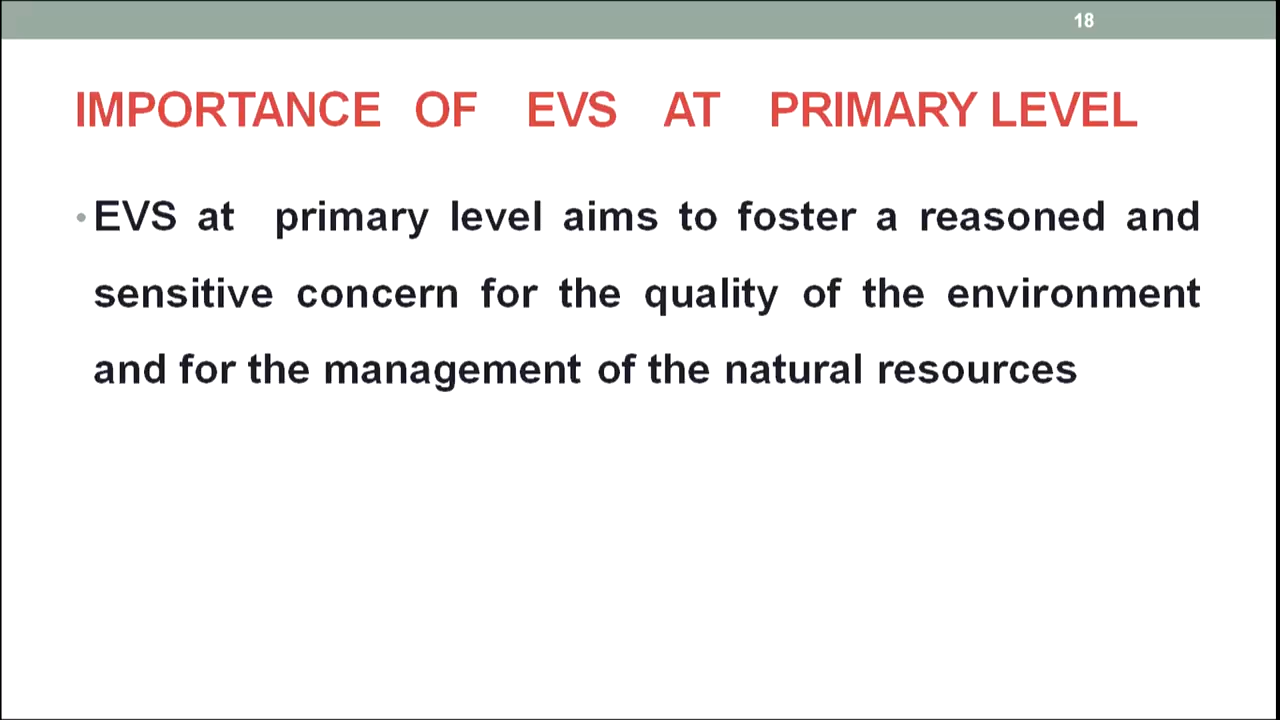 18
IMPORTANCE OF EVS AT PRIMARY LEVEL
• EVS at primary level aims to foster a reasoned and
sensitive concern for the quality of the environment
and for the management of the natural resources